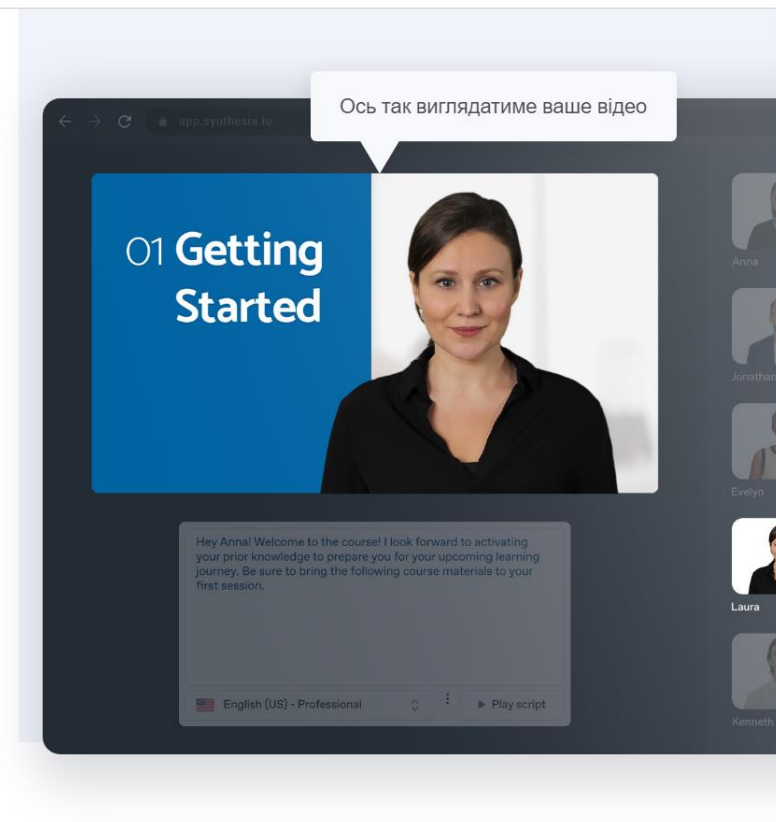 Ось так виглядатиме ваше відео
app.synthesia.io
01 Getting
Started
Anna
Jonathan
Evelyn
Laura
Kenneth
Hey Anna! Welcome to the course! I look forward to activating
your prior knowledge to prepare you for your upcoming learning
journey. Be sure to bring the following course materials to your
first session.
English (US) - Professional
Play script